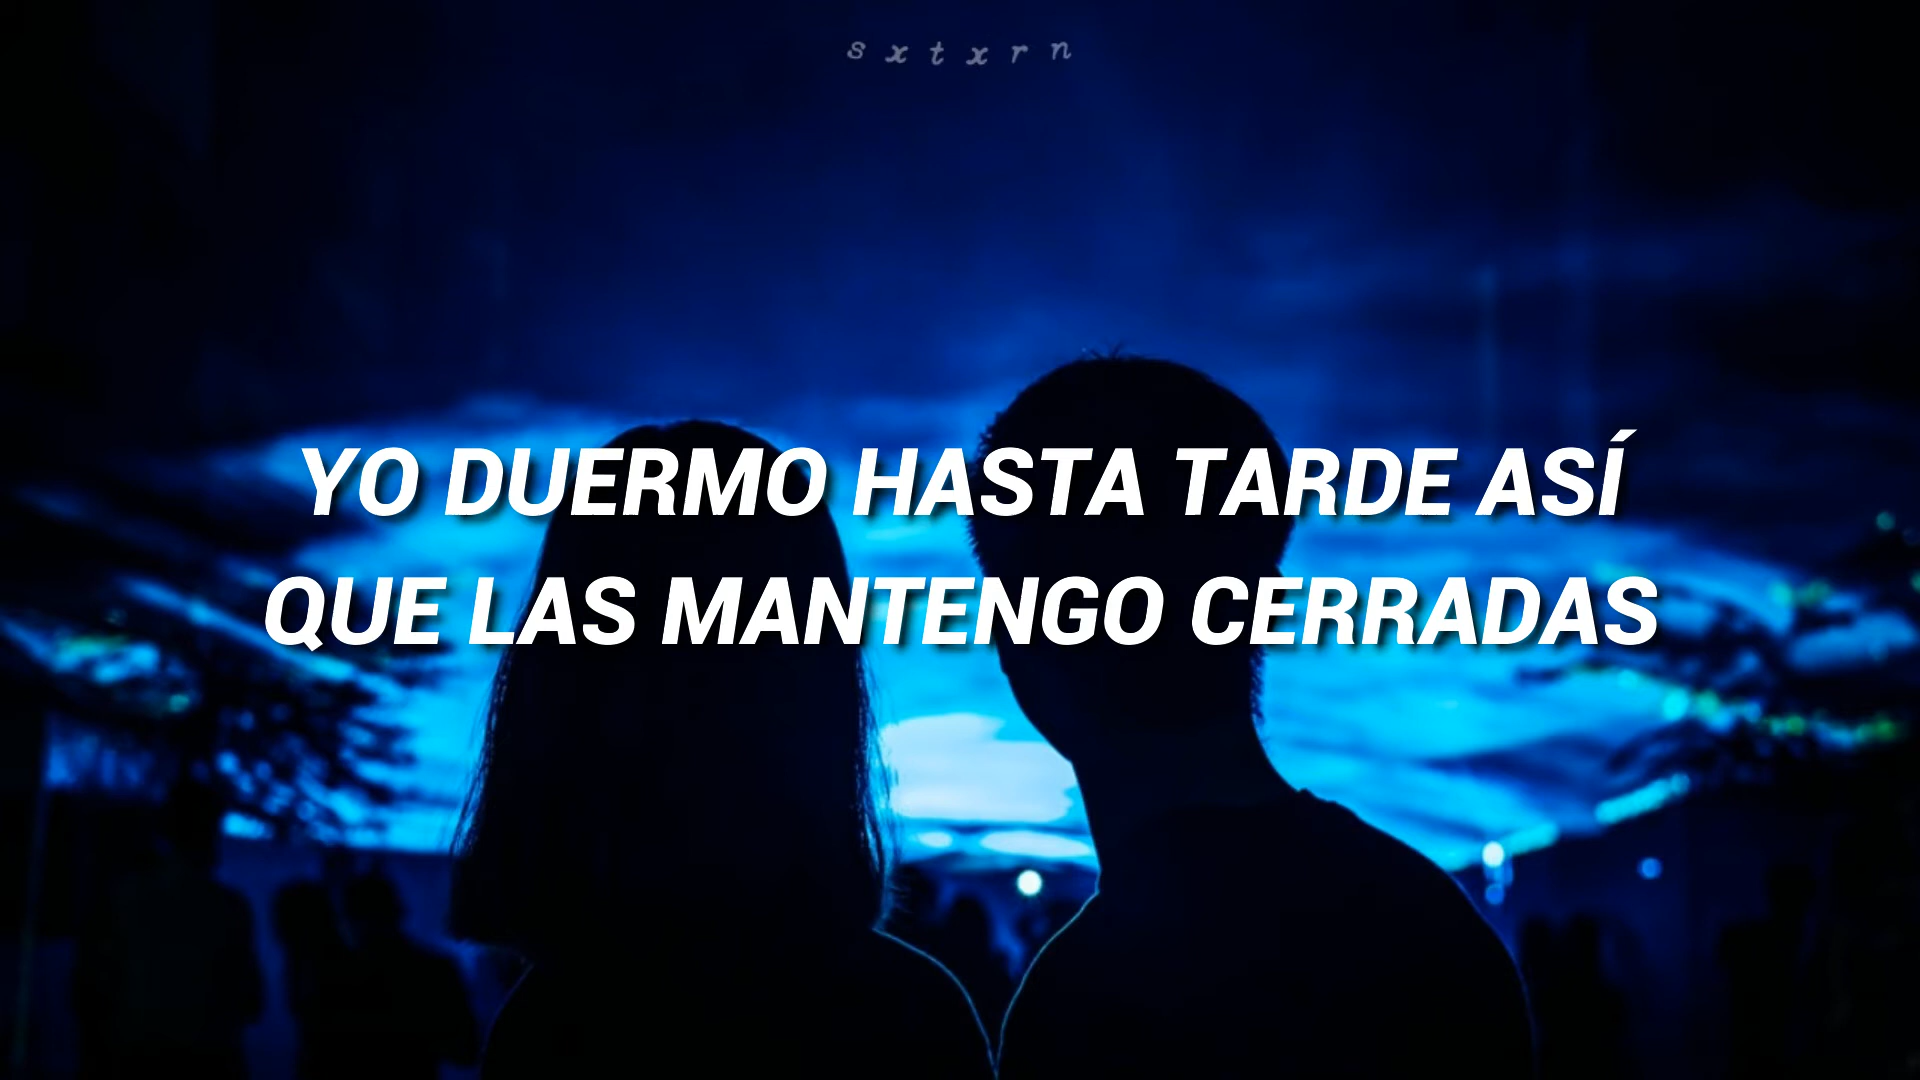 s x t x r n
YO DUERMO HASTA TARDE ASÍ
QUE LAS MANTENGO CERRADAS